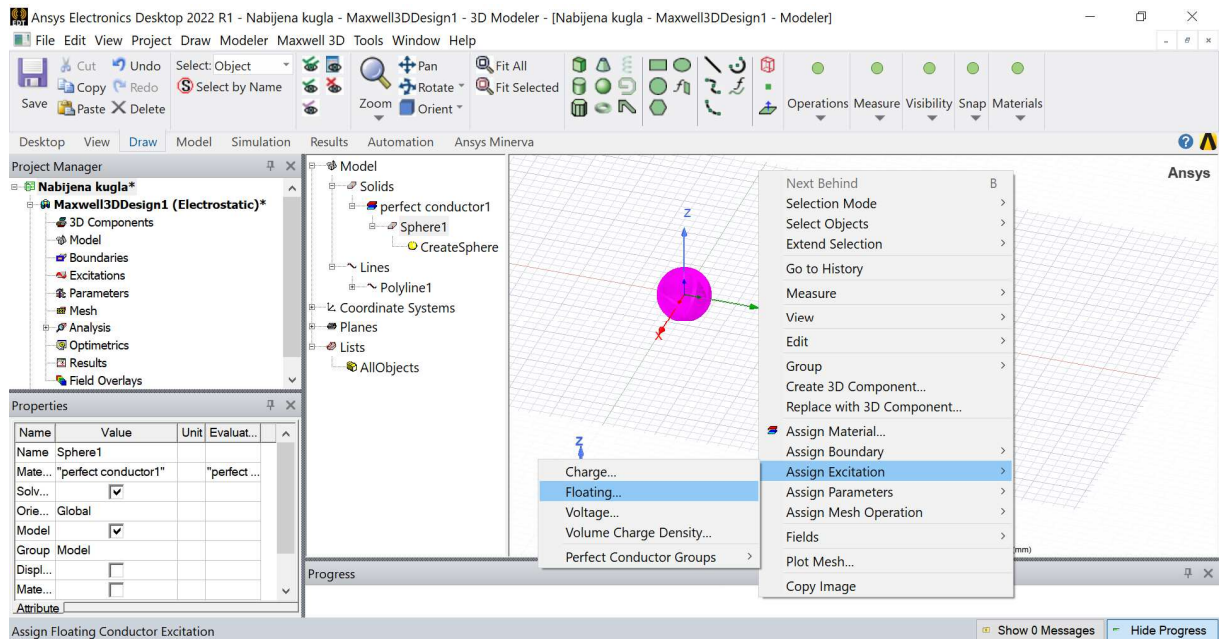 Ansys Electronics Desktop 2022 R1 - Nabijena kugla - Maxwell3DDesign1 - 3D Modeler - [Nabijena kugla - Maxwell3DDesign1 - Modeler]
File Edit View Project Draw Modeler Maxwell 3D Tools Window Help
Save
Cut Undo
Copy Redo
Paste Delete
Select: Object
Select by Name
Zoom
Pan
Rotate
Orient
Fit All
Fit Selected
Operations Measure Visibility Snap Materials
Desktop View Draw Model Simulation Results Automation Ansys Minerva
Project Manager
Nabijena kugla*
Maxwell3DDesign1 (Electrostatic)*
3D Components
Model
Boundaries
Excitations
Parameters
Mesh
Analysis
Optimetrics
Results
Field Overlays
Properties
Name Value Unit Evaluat...
Name Sphere1
Mate... "perfect conductor1" "perfect ...
Solv...
Orie... Global
Model
Group Model
Displ...
Mate...
Attribute
Model
Solids
perfect conductor1
Sphere1
CreateSphere
Lines
Polyline1
Coordinate Systems
Planes
Lists
AllObjects
Ansys
Z
X
Z
Next Behind B
Selection Mode
Select Objects
Extend Selection
Go to History
Measure
View
Edit
Group
Create 3D Component...
Replace with 3D Component...
Assign Material...
Assign Boundary
Assign Excitation
Assign Parameters
Assign Mesh Operation
Fields
Plot Mesh...
Copy Image
Charge...
Floating...
Voltage...
Volume Charge Density...
Perfect Conductor Groups
mm)
Progress
Assign Floating Conductor Excitation
Show 0 Messages Hide Progress